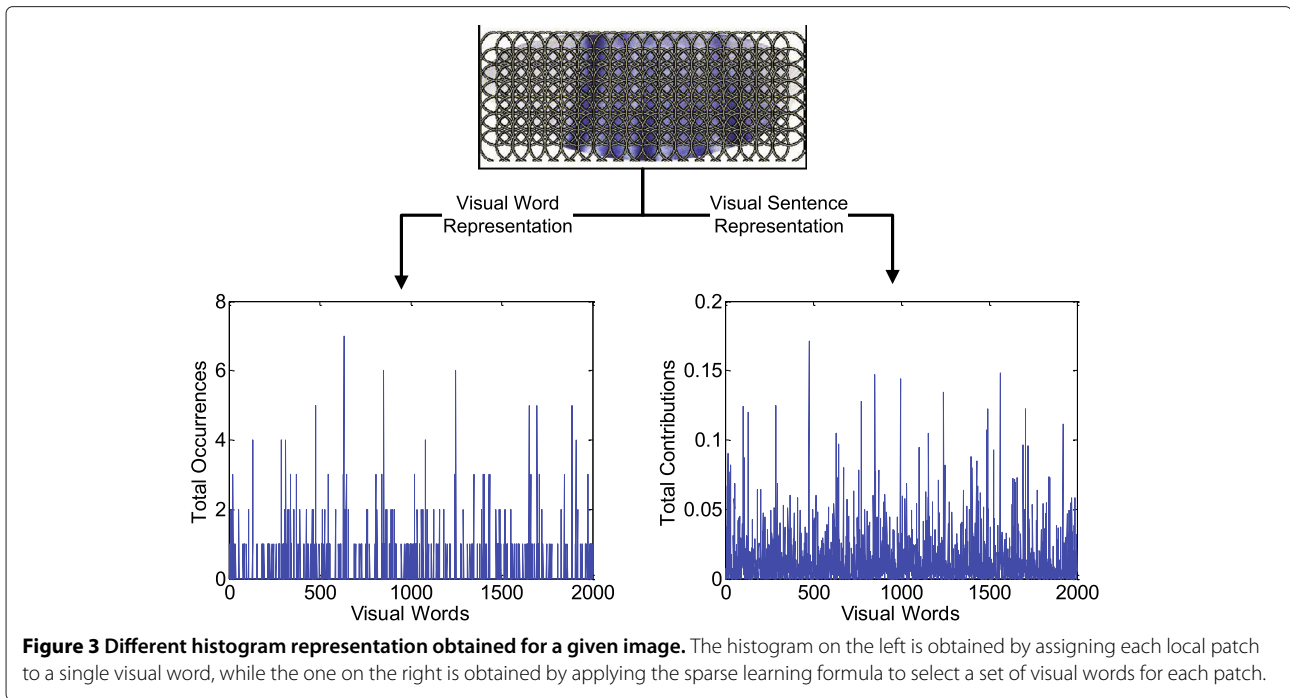 Visual Word
Representation
Visual Sentence
Representation
8
6
4
2
0
Total Occurrences
0 500 1000 1500 2000
Visual Words
0.2
0.15
0.1
0.05
0
Total Contributions
0 500 1000 1500 2000
Visual Words
Figure 3 Different histogram representation obtained for a given image. The histogram on the left is obtained by assigning each local patch
to a single visual word, while the one on the right is obtained by applying the sparse learning formula to select a set of visual words for each patch.